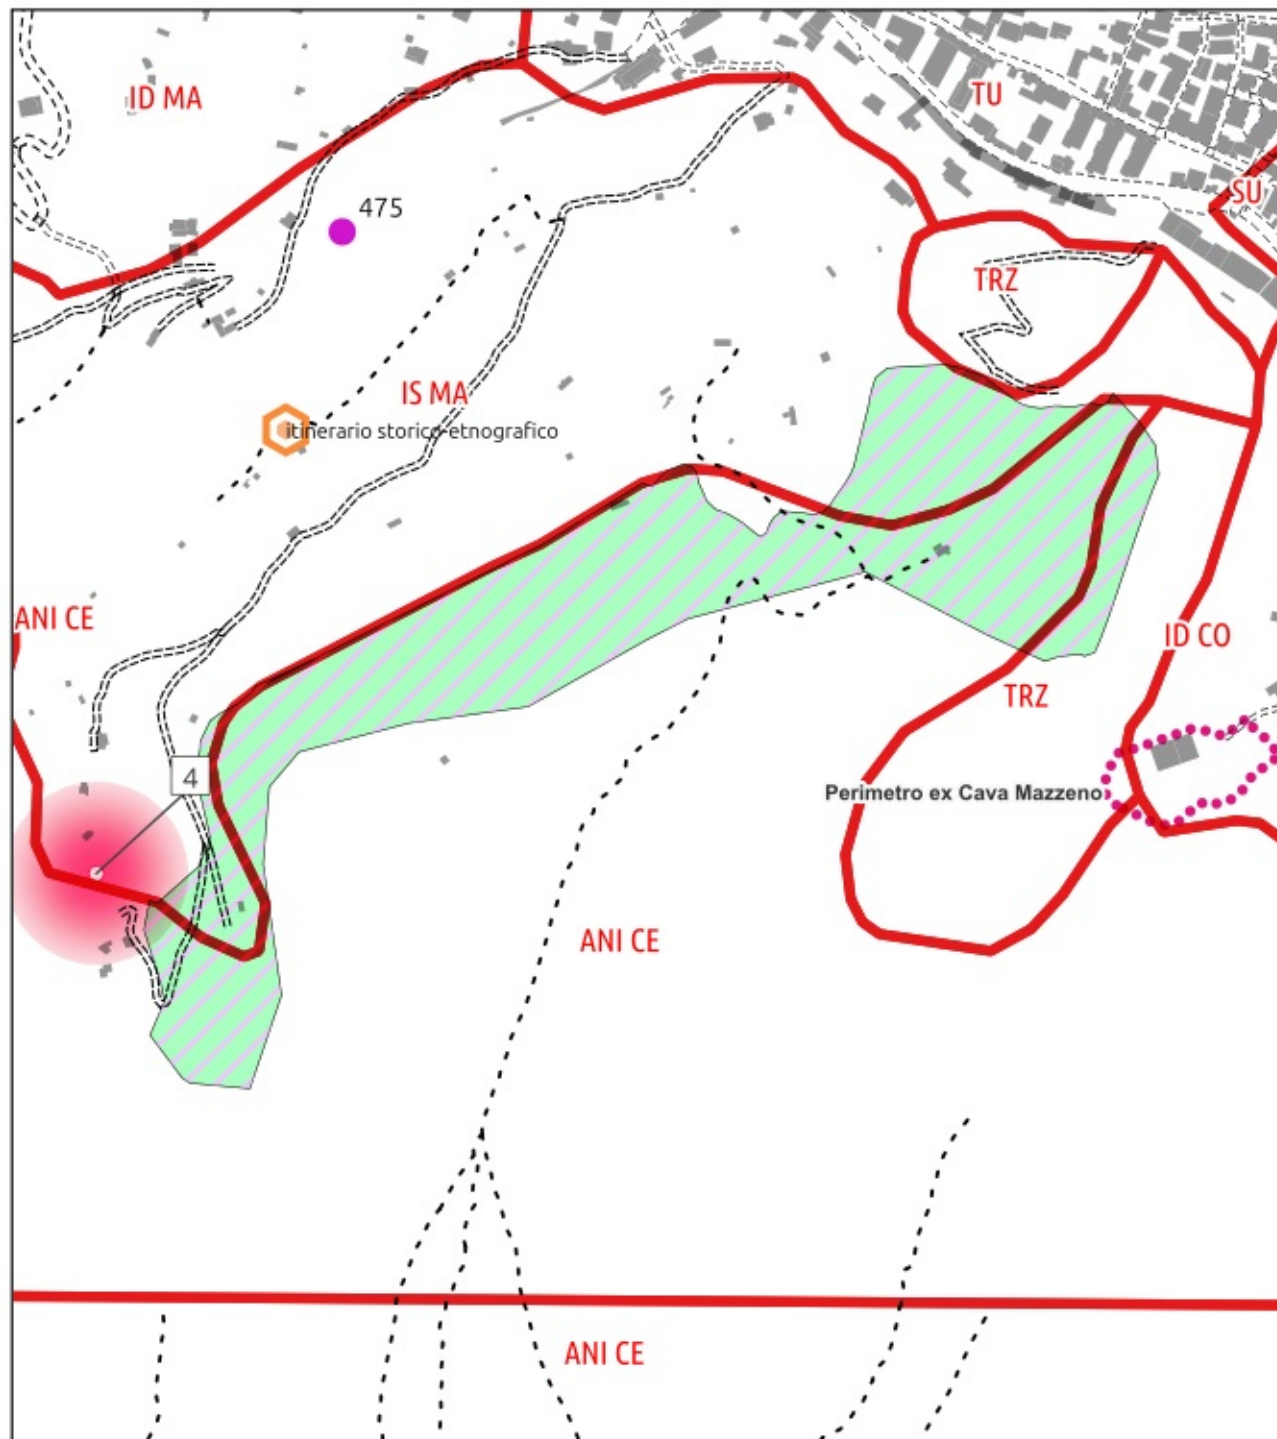 ID MA
TU
SU
475
TRZ
IS MA
itinerario storico-etnografico
ANI CE
ID CO
TRZ
4
Perimetro ex Cava Mazzeno
ANI CE
ANI CE